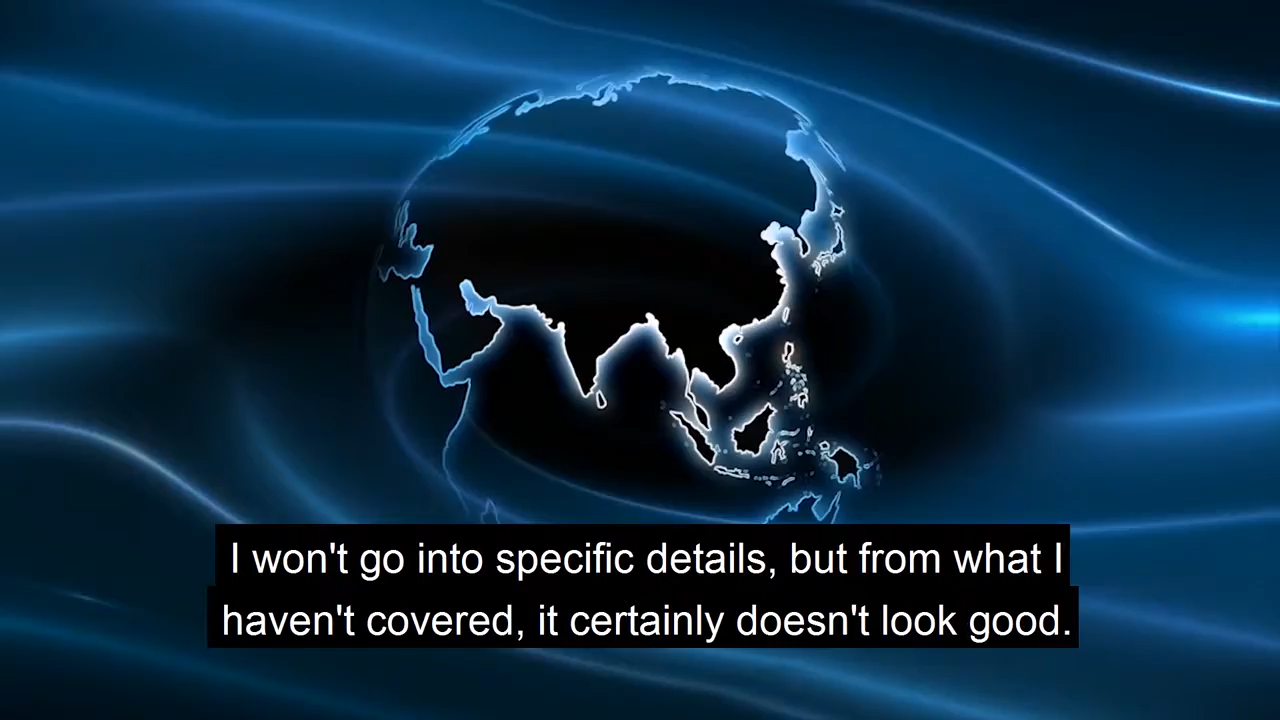 I won't go into specific details, but from what I
haven't covered, it certainly doesn't look good.